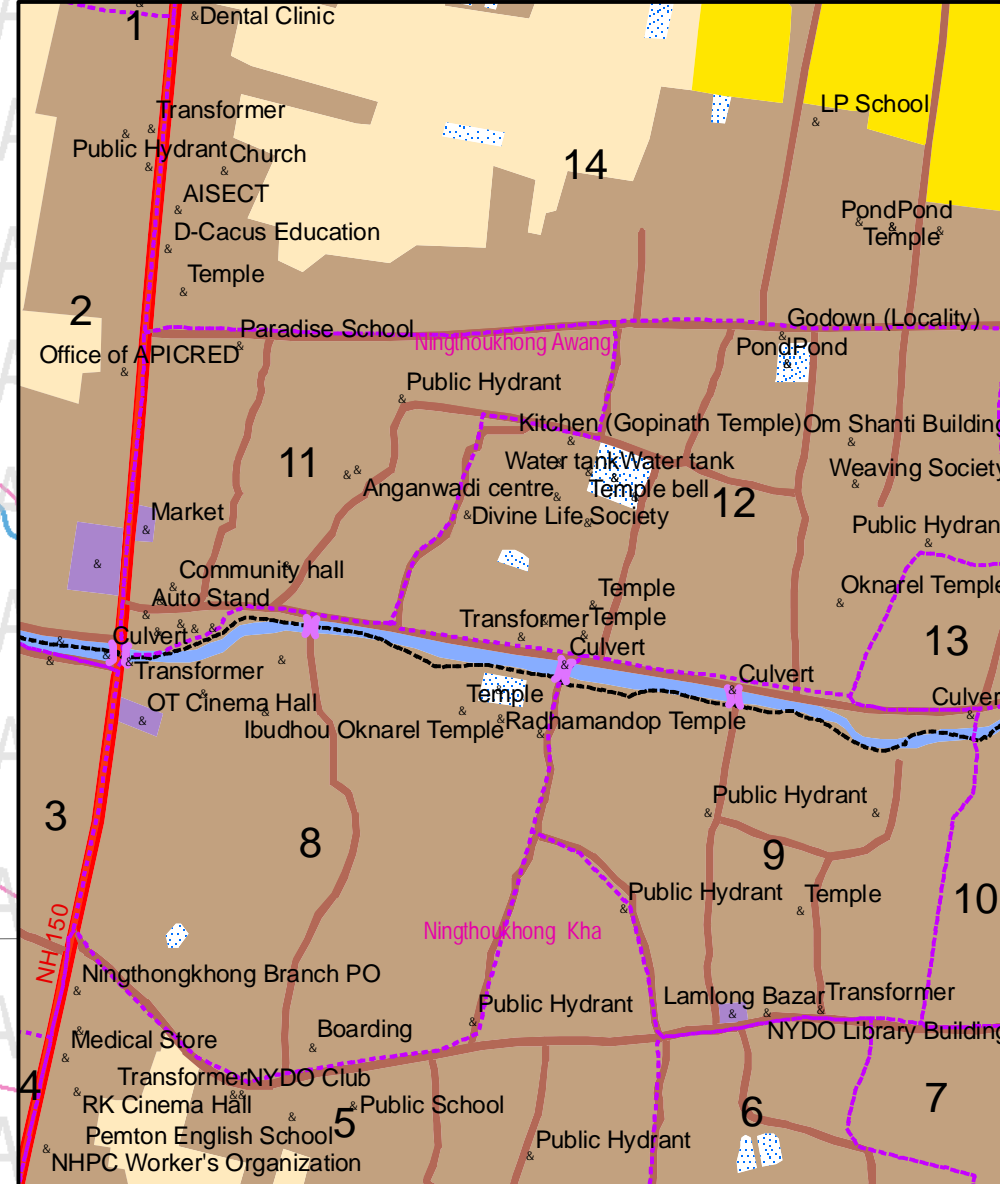 1
Dental Clinic
Transformer
LP School
Public Hydrant
Church
14
AISECT
PondPond
D-Cacus Education
Temple
Temple
2
Godown (Locality)
Paradise School
Ningthoukhong Awang
PondPond
Office of APICRED
Public Hydrant
Kitchen (Gopinath Temple)
Om Shanti Building
11
Water tank
Water tank
Weaving Society
Anganwadi centre
Temple bell
12
Market
Divine Life Society
Public Hydran
Community hall
Oknarel Temple
Auto Stand
Temple
Transformer
Temple
Culvert
Culvert
13
Transformer
Culvert
OT Cinema Hall
Temple
Culver
Ibudhou Oknarel Temple
Radhamandop Temple
Public Hydrant
3
8
9
Public Hydrant
Temple
10
NH 150
Ningthoukhong Kha
Ningthongkhong Branch PO
Public Hydrant
Lamlong Bazar
Transformer
Medical Store
Boarding
NYDO Library Building
4
Transformer
NYDO Club
RK Cinema Hall
Public School
5
6
7
Pemton English School
Public Hydrant
NHPC Worker's Organization